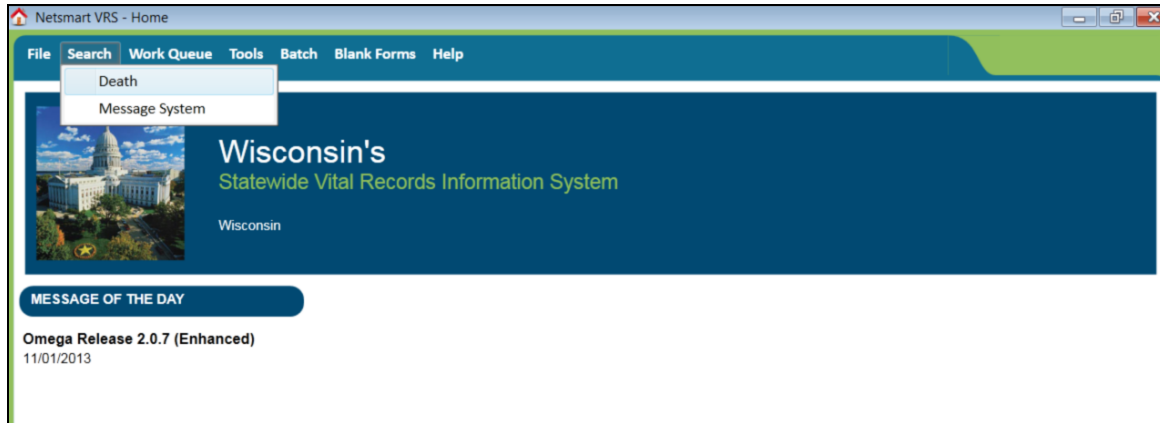 Netsmart VRS - Home
File Search Work Queue Tools Batch Blank Forms Help
Death
Message System
Wisconsin's
Statewide Vital Records Information System
Wisconsin
MESSAGE OF THE DAY
Omega Release 2.0.7 (Enhanced)
11/01/2013